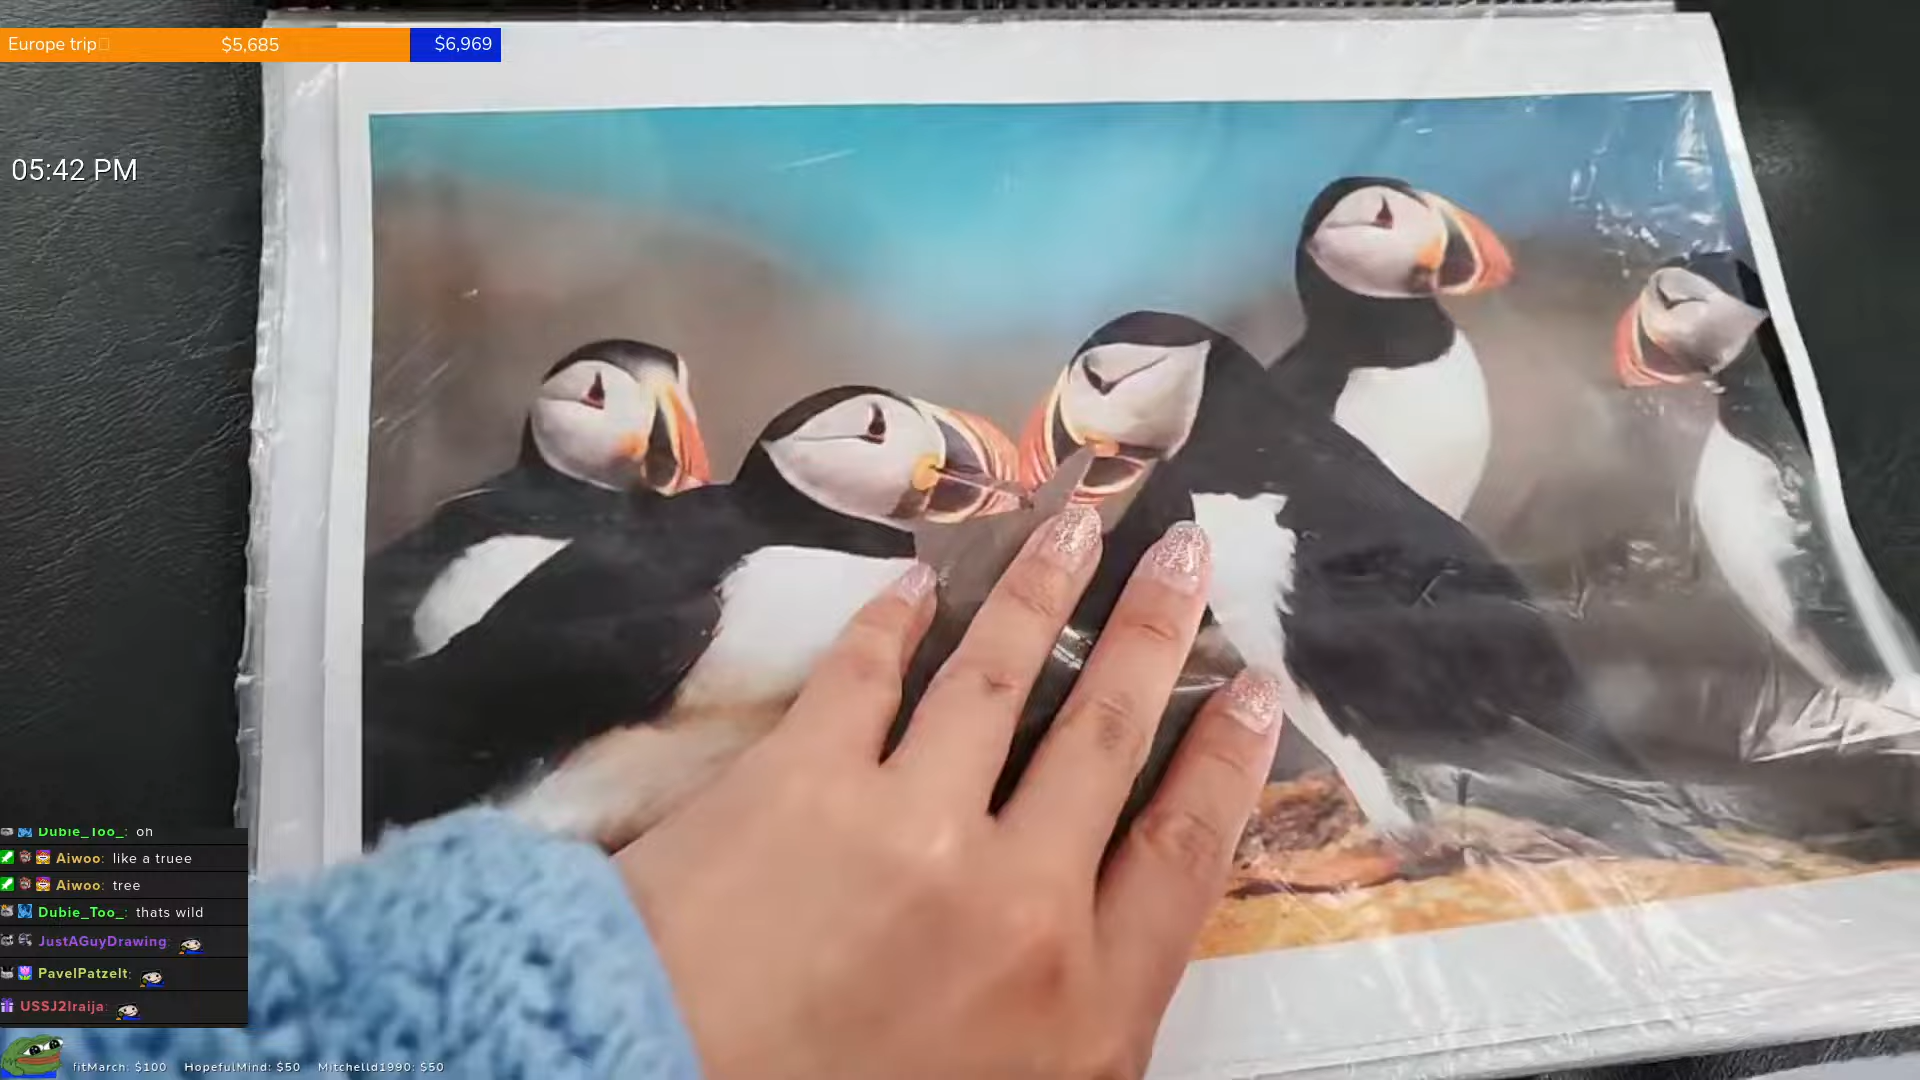 Europe trip $5,685 $6,969
05:42 PM
Dubie_Too_: oh
Aiwoo: like a truee
Aiwoo: tree
Dubie_Too_: thats wild
JustAGuyDrawing:
PavelPatzelt:
USSJ2Iraija:
fitMarch: $100 HopefulMind: $50 Mitchelld1990: $50